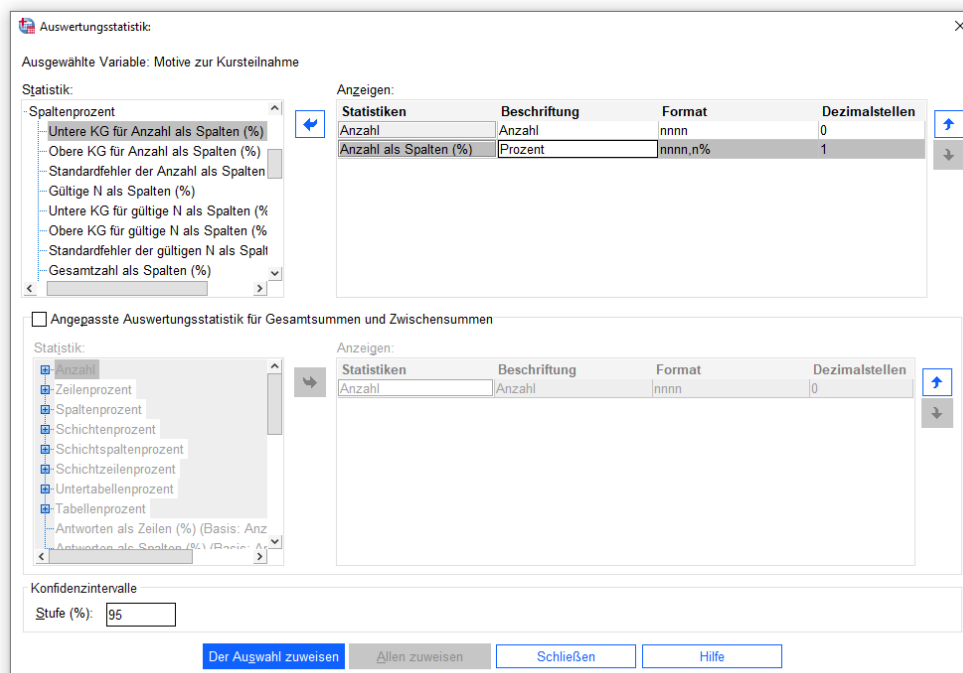 Auswertungsstatistik:
Ausgewählte Variable: Motive zur Kursteilnahme
Statistik:
Spaltenprozent
Untere KG für Anzahl als Spalten (%)
Obere KG für Anzahl als Spalten (%)
Standardfehler der Anzahl als Spalten
Gültige N als Spalten (%)
Untere KG für gültige N als Spalten (%
Obere KG für gültige N als Spalten (%
Standardfehler der gültigen N als Spalt
Gesamtzahl als Spalten (%)
Anzeigen:
Statistiken Beschriftung Format Dezimalstellen
Anzahl Anzahl nnnn 0
Anzahl als Spalten (%) Prozent nnnn,n% 1
Angepasste Auswertungsstatistik für Gesamtsummen und Zwischensummen
Statistik:
Anzahl
Zeilenprozent
Spaltenprozent
Schichtenprozent
Schichtspaltenprozent
Schichtzeilenprozent
Untertabellenprozent
Tabellenprozent
Antworten als Zeilen (%) (Basis: Anz
Antworten als Spalten (%) (Basis: An
Anzeigen:
Statistiken Beschriftung Format Dezimalstellen
Anzahl Anzahl nnnn 0
Konfidenzintervalle
Stufe (%): 95
Der Auswahl zuweisen Allen zuweisen Schließen Hilfe